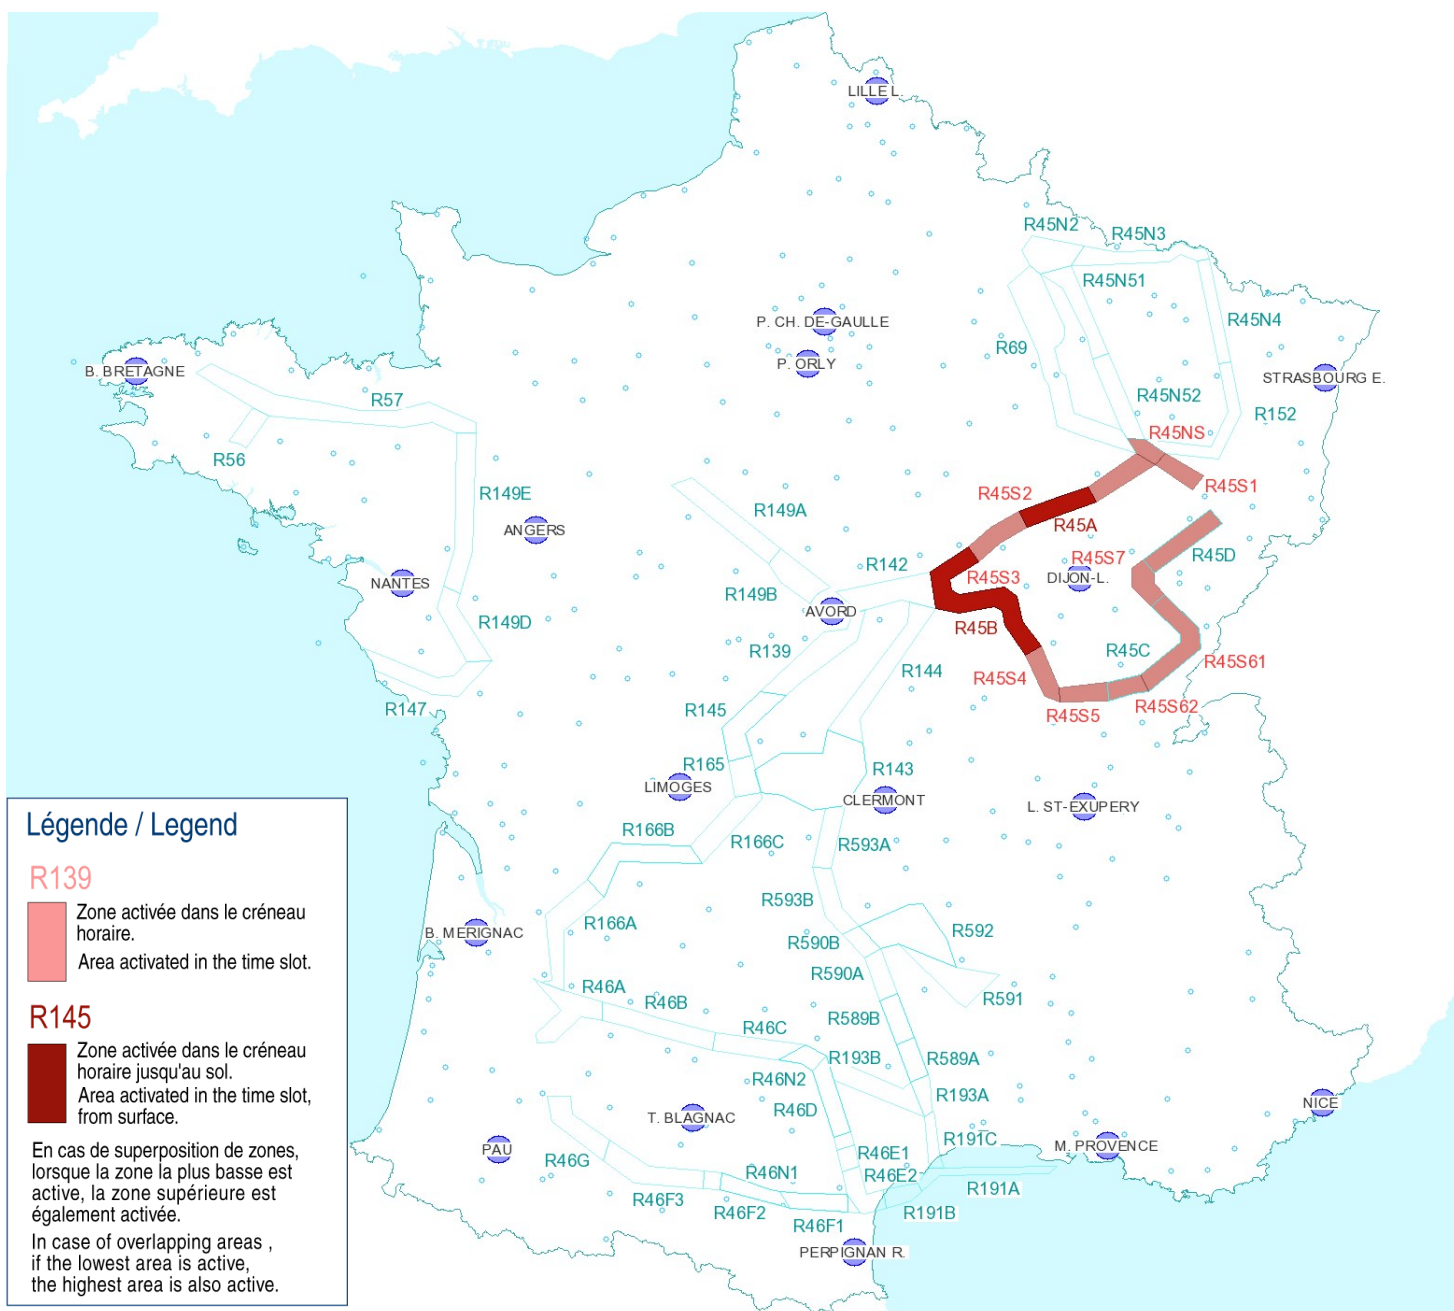 LILLE L.
R45N2
R45N3
R45N51
P. CH. DE-GAULLE
R45N4
R69
P. ORLY
B. BRETAGNE
STRASBOURG E.
R57
R45N52
R152
R45NS
R56
R45S1
R149E
R45S2
R149A
R45A
ANGERS
R45S7
R45D
R142
R45S3
DIJON-L.
NANTES
R149B
AVORD
R149D
R45B
R139
R45C
R45S61
R144
R45S4
R147
R145
R45S5
R45S62
R165
R143
LIMOGES
CLERMONT
L. ST-EXUPERY
R166B
R166C
R593A
R593B
R166A
B. MERIGNAC
R590B
R592
R590A
R46A
R46B
R591
R46C
R589B
R193B
R589A
R46N2
R193A
R46D
T. BLAGNAC
NICE
R191C
PAU
M. PROVENCE
R46E1
R46G
R46N1
R46E2
R191A
R46F3
R46F2
R191B
R46F1
PERPIGNAN R.
Légende / Legend
R139
Zone activée dans le créneau
horaire.
Area activated in the time slot.
R145
Zone activée dans le créneau
horaire jusqu'au sol.
Area activated in the time slot,
from surface.
En cas de superposition de zones,
lorsque la zone la plus basse est
active, la zone supérieure est
également activée.
In case of overlapping areas ,
if the lowest area is active,
the highest area is also active.